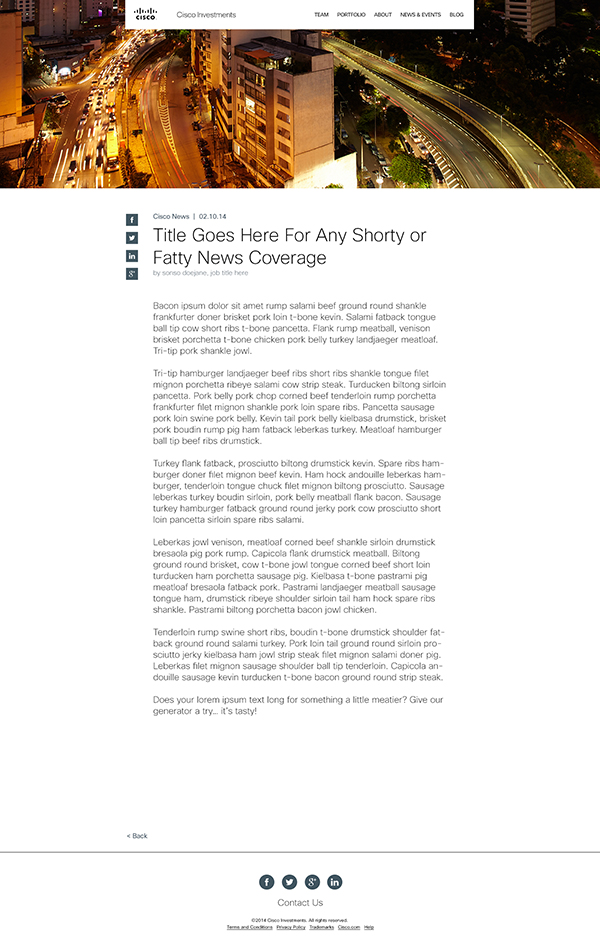 CISCO
Cisco Investments
TEAM PORTFOLIO ABOUT NEWS & EVENTS BLOG
Cisco News | 02.10.14
Title Goes Here For Any Shorty or
Fatty News Coverage
by sonso doejane, job title here
Bacon ipsum dolor sit amet rump salami beef ground round shankle
frankfurter doner brisket pork loin t-bone kevin. Salami fatback tongue
ball tip cow short ribs t-bone pancetta. Flank rump meatball, venison
brisket porchetta t-bone chicken pork belly turkey landjaeger meatloaf.
Tri-tip pork shankle jowl.
Tri-tip hamburger landjaeger beef ribs short ribs shankle tongue filet
mignon porchetta ribeye salami cow strip steak. Turducken biltong sirloin
pancetta. Pork belly pork chop corned beef tenderloin rump porchetta
frankfurter filet mignon shankle pork loin spare ribs. Pancetta sausage
pork loin swine pork belly. Kevin tail pork belly kielbasa drumstick, brisket
pork boudin rump pig ham fatback leberkas turkey. Meatloaf hamburger
ball tip beef ribs drumstick.
Turkey flank fatback, prosciutto biltong drumstick kevin. Spare ribs ham-
burger doner filet mignon beef kevin. Ham hock andouille leberkas ham-
burger, tenderloin tongue chuck filet mignon biltong prosciutto. Sausage
leberkas turkey boudin sirloin, pork belly meatball flank bacon. Sausage
turkey hamburger fatback ground round jerky pork cow prosciutto short
loin pancetta sirloin spare ribs salami.
Leberkas jowl venison, meatloaf corned beef shankle sirloin drumstick
bresaola pig pork rump. Capicola flank drumstick meatball. Biltong
ground round brisket, cow t-bone jowl tongue corned beef short loin
turducken ham porchetta sausage pig. Kielbasa t-bone pastrami pig
meatloaf bresaola fatback pork. Pastrami landjaeger meatball sausage
tongue ham, drumstick ribeye shoulder sirloin tail ham hock spare ribs
shankle. Pastrami biltong porchetta bacon jowl chicken.
Tenderloin rump swine short ribs, boudin t-bone drumstick shoulder fat-
back ground round salami turkey. Pork loin tail ground round sirloin pro-
sciutto jerky kielbasa ham jowl strip steak filet mignon salami doner pig.
Leberkas filet mignon sausage shoulder ball tip tenderloin. Capicola an-
douille sausage kevin turducken t-bone bacon ground round strip steak.
Does your lorem ipsum text long for something a little meatier? Give our
generator a try... it's tasty!
< Back
Contact Us
©2014 Cisco Investments. All rights reserved.
Terms and Conditions Privacy Policy Trademarks Cisco.com Help